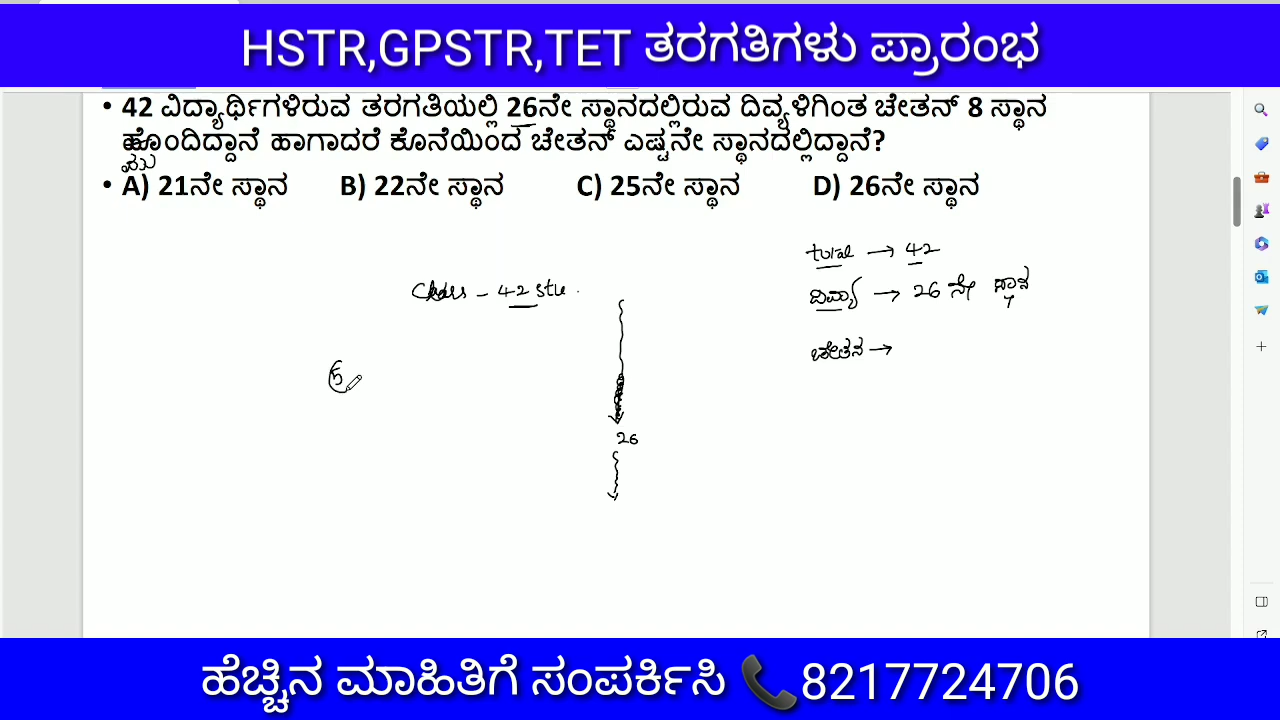 HSTR,GPSTR,TET ತರಗತಿಗಳು ಪ್ರಾರಂಭ
• 42 ವಿದ್ಯಾರ್ಥಿಗಳಿರುವ ತರಗತಿಯಲ್ಲಿ 26ನೇ ಸ್ಥಾನದಲ್ಲಿರುವ ದಿವ್ಯಳಿಗಿಂತ ಚೇತನ್ 8 ಸ್ಥಾನ
ಹೊಂದಿದ್ದಾನೆ ಹಾಗಾದರೆ ಕೊನೆಯಿಂದ ಚೇತನ್ ಎಷ್ಟನೇ ಸ್ಥಾನದಲ್ಲಿದ್ದಾನೆ?
• A) 21ನೇ ಸ್ಥಾನ B) 22ನೇ ಸ್ಥಾನ C) 25ನೇ ಸ್ಥಾನ D) 26ನೇ ಸ್ಥಾನ
total → 42
Class - 42 stu.
ದಿವ್ಯಾ → 26 ನೇ ಸ್ಥಾನ
ಚೇತನ →
5
26
ಹೆಚ್ಚಿನ ಮಾಹಿತಿಗೆ ಸಂಪರ್ಕಿಸಿ 📞8217724706